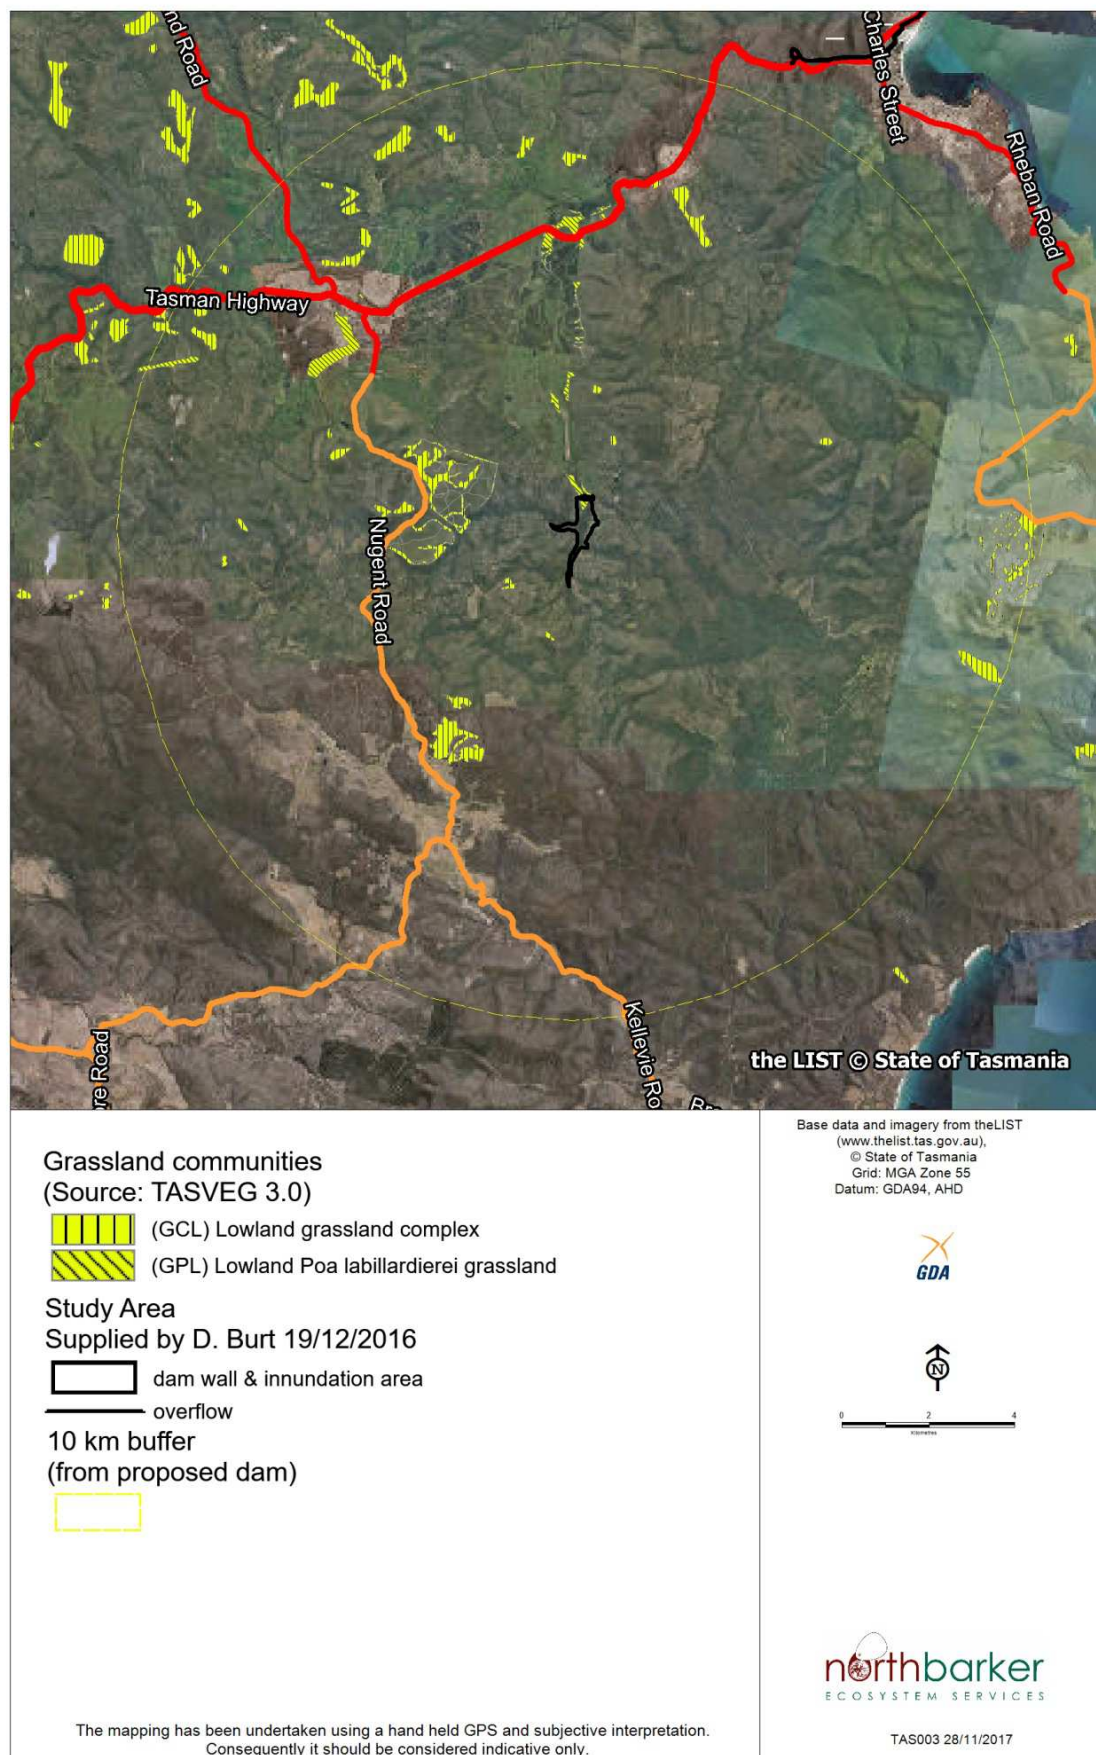 nd Road
Charles Street
Rheban Road
Tasman Highway
Nugent Road
Kellevie Ro
ore Road
the LIST © State of Tasmania
Grassland communities
(Source: TASVEG 3.0)
(GCL) Lowland grassland complex
(GPL) Lowland Poa labillardierei grassland
Study Area
Supplied by D. Burt 19/12/2016
dam wall & innundation area
overflow
10 km buffer
(from proposed dam)
The mapping has been undertaken using a hand held GPS and subjective interpretation.
Consequently it should be considered indicative only.
Base data and imagery from theLIST
(www.thelist.tas.gov.au),
© State of Tasmania
Grid: MGA Zone 55
Datum: GDA94, AHD
GDA
N
0 2 4
Kilometres
northbarker
ECOSYSTEM SERVICES
TAS003 28/11/2017